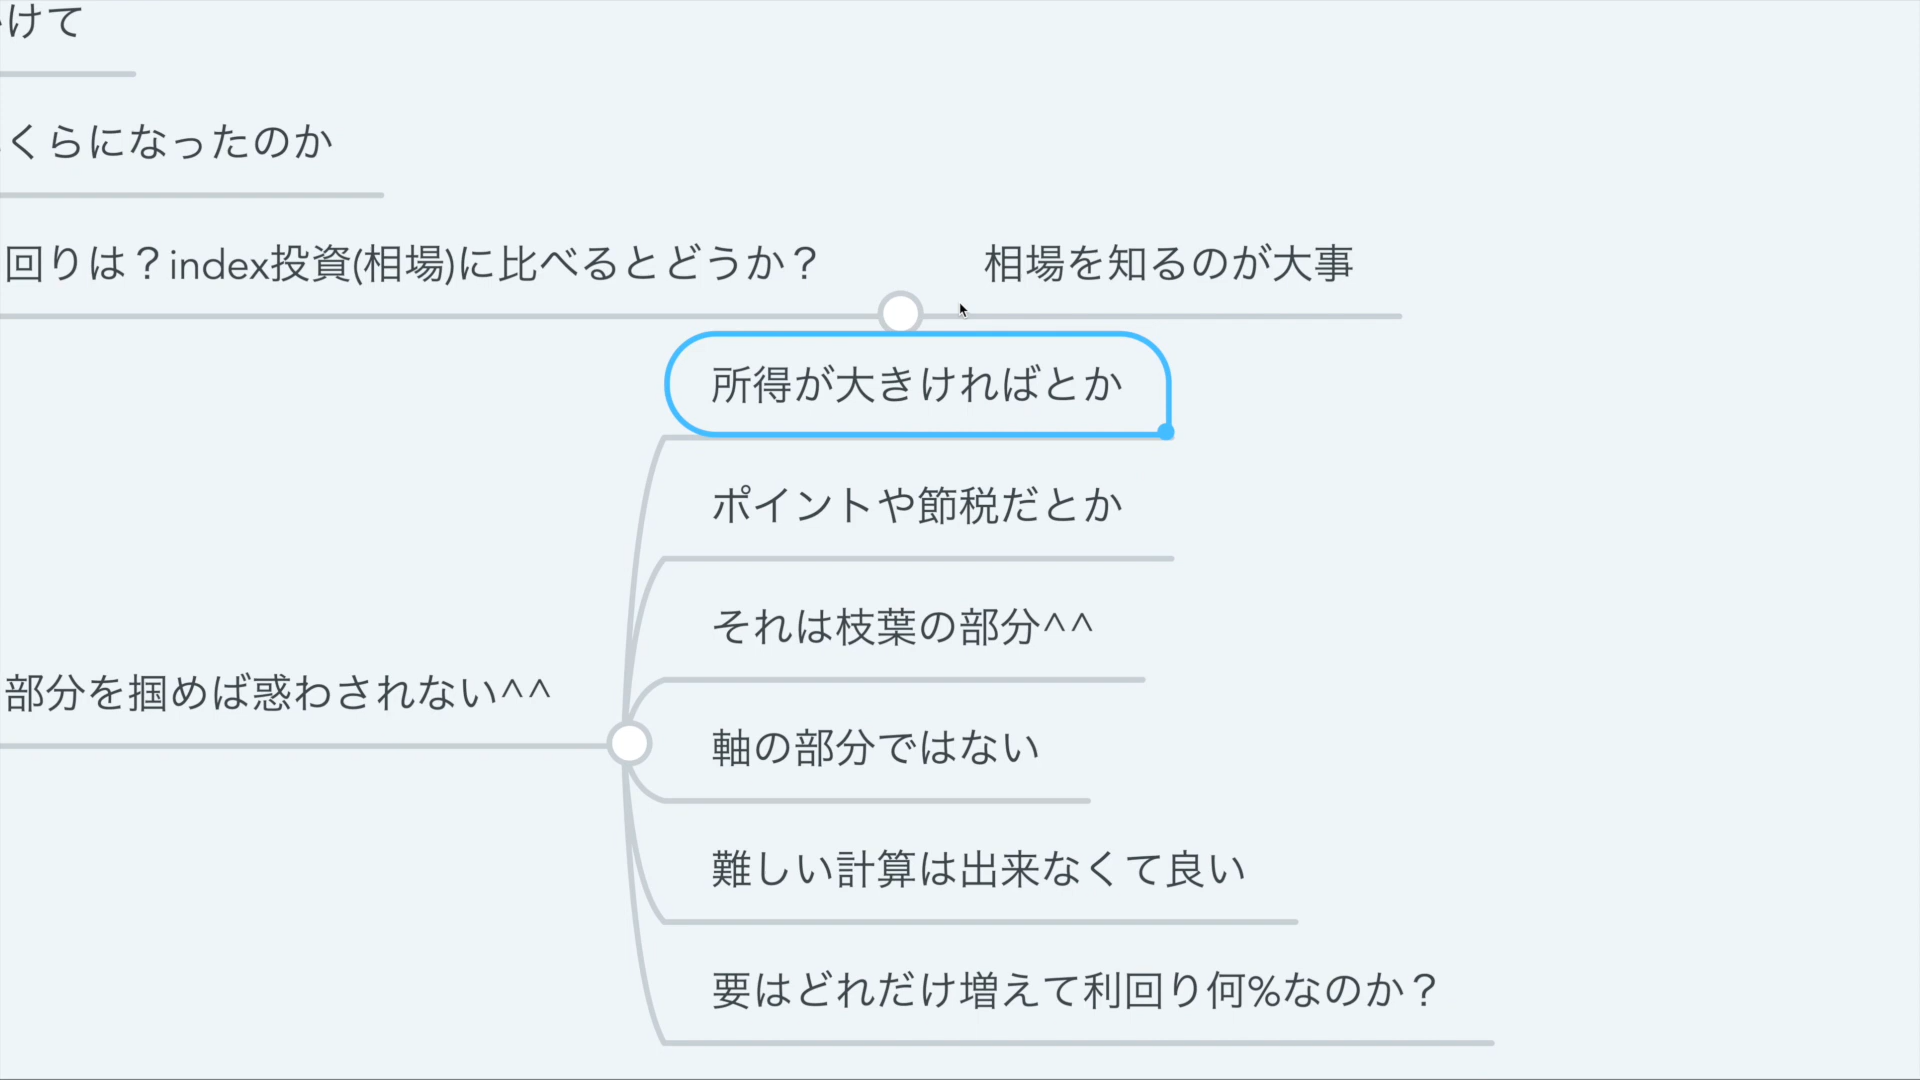 けて
くらになったのか
回りは？index投資(相場)に比べるとどうか？
相場を知るのが大事
所得が大きければとか
ポイントや節税だとか
それは枝葉の部分^^
部分を掴めば惑わされない^^
軸の部分ではない
難しい計算は出来なくて良い
要はどれだけ増えて利回り何%なのか？